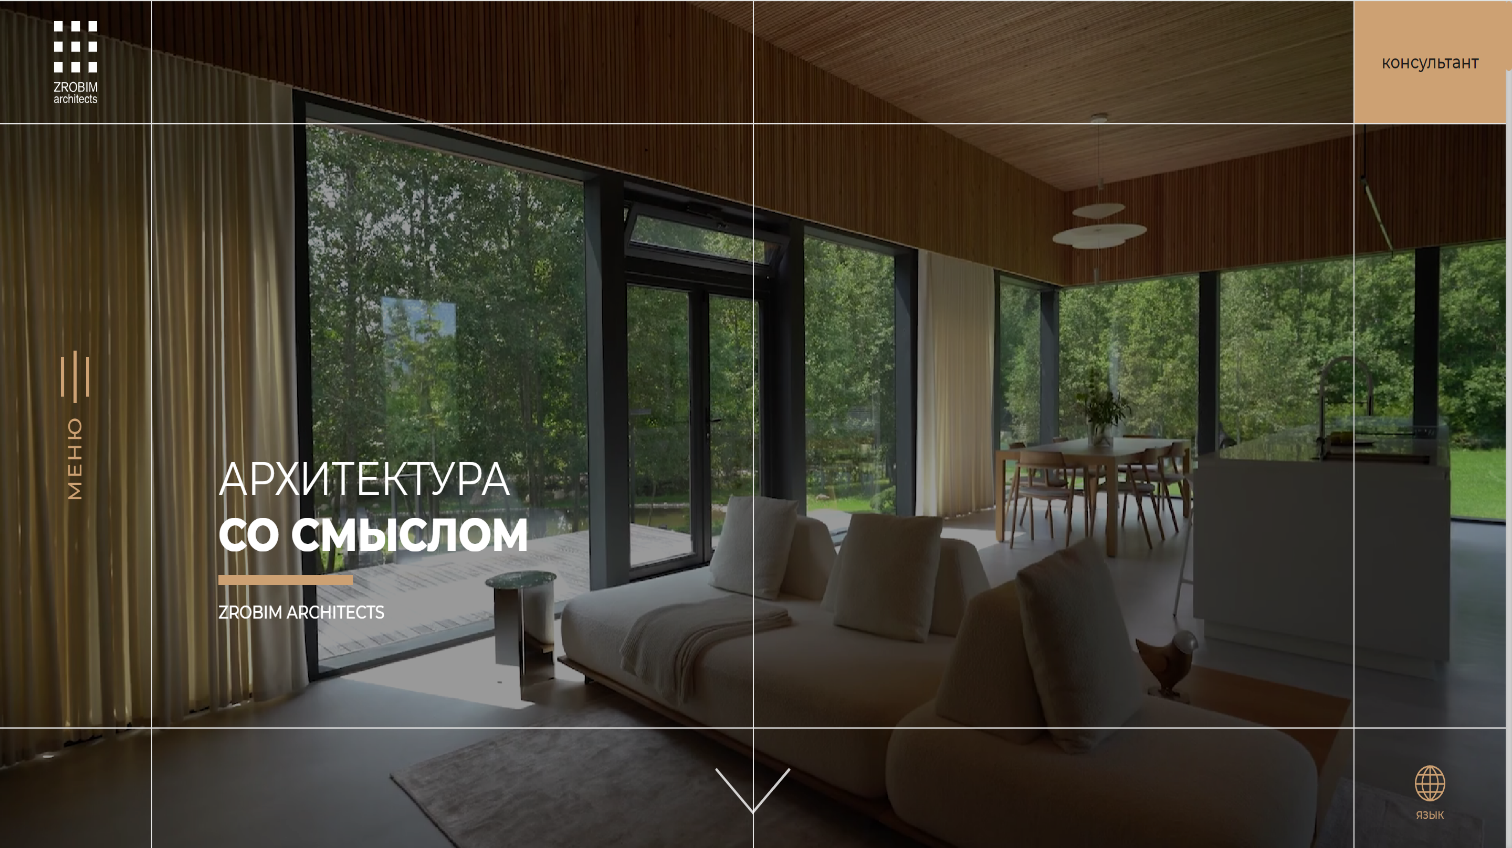 ZROBIM
architects
консультант
МЕНЮ
АРХИТЕКТУРА
СО СМЫСЛОМ
ZROBIM ARCHITECTS
ЯЗЫК